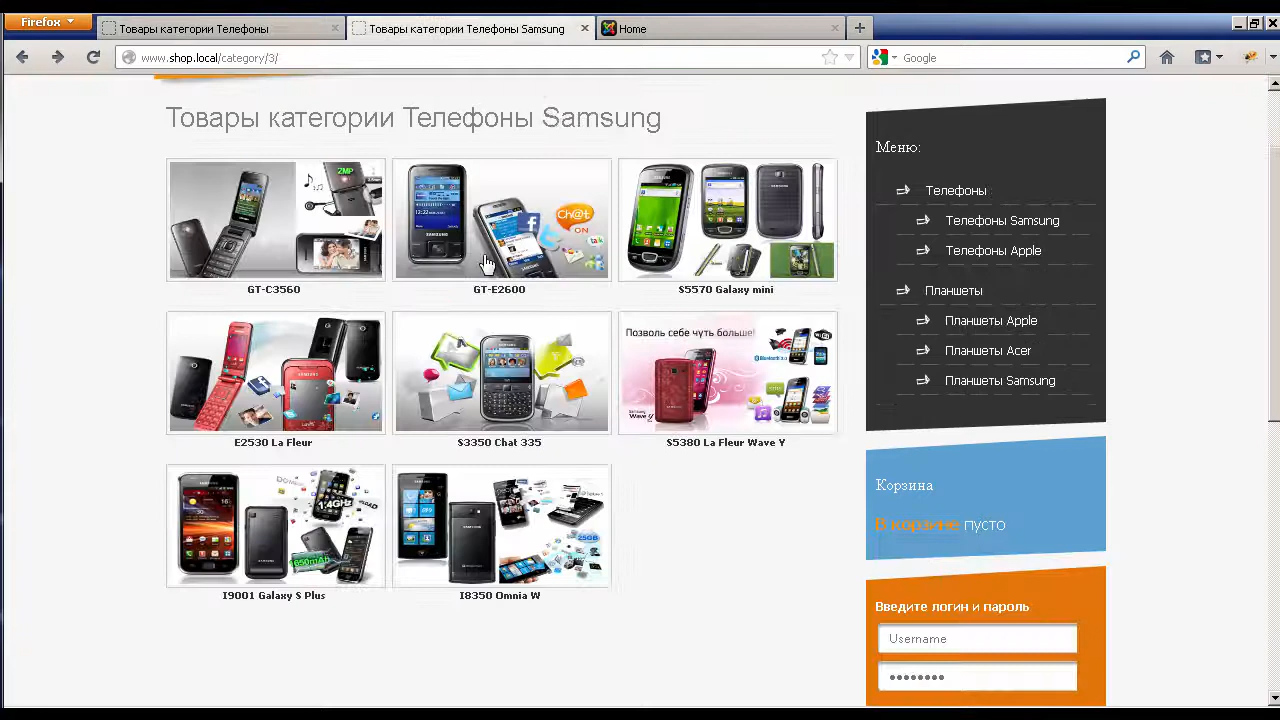 Firefox
Товары категории Телефоны
Товары категории Телефоны Samsung
Home
www.shop.local/category/3/
Google
Товары категории Телефоны Samsung
GT-C3560
GT-E2600
S5570 Galaxy mini
Позволь себе чуть больше!
E2530 La Fleur
S3350 Chat 335
S5380 La Fleur Wave Y
I9001 Galaxy S Plus
I8350 Omnia W
Меню:
Телефоны
Телефоны Samsung
Телефоны Apple
Планшеты
Планшеты Apple
Планшеты Acer
Планшеты Samsung
Корзина
В корзине пусто
Введите логин и пароль
Username